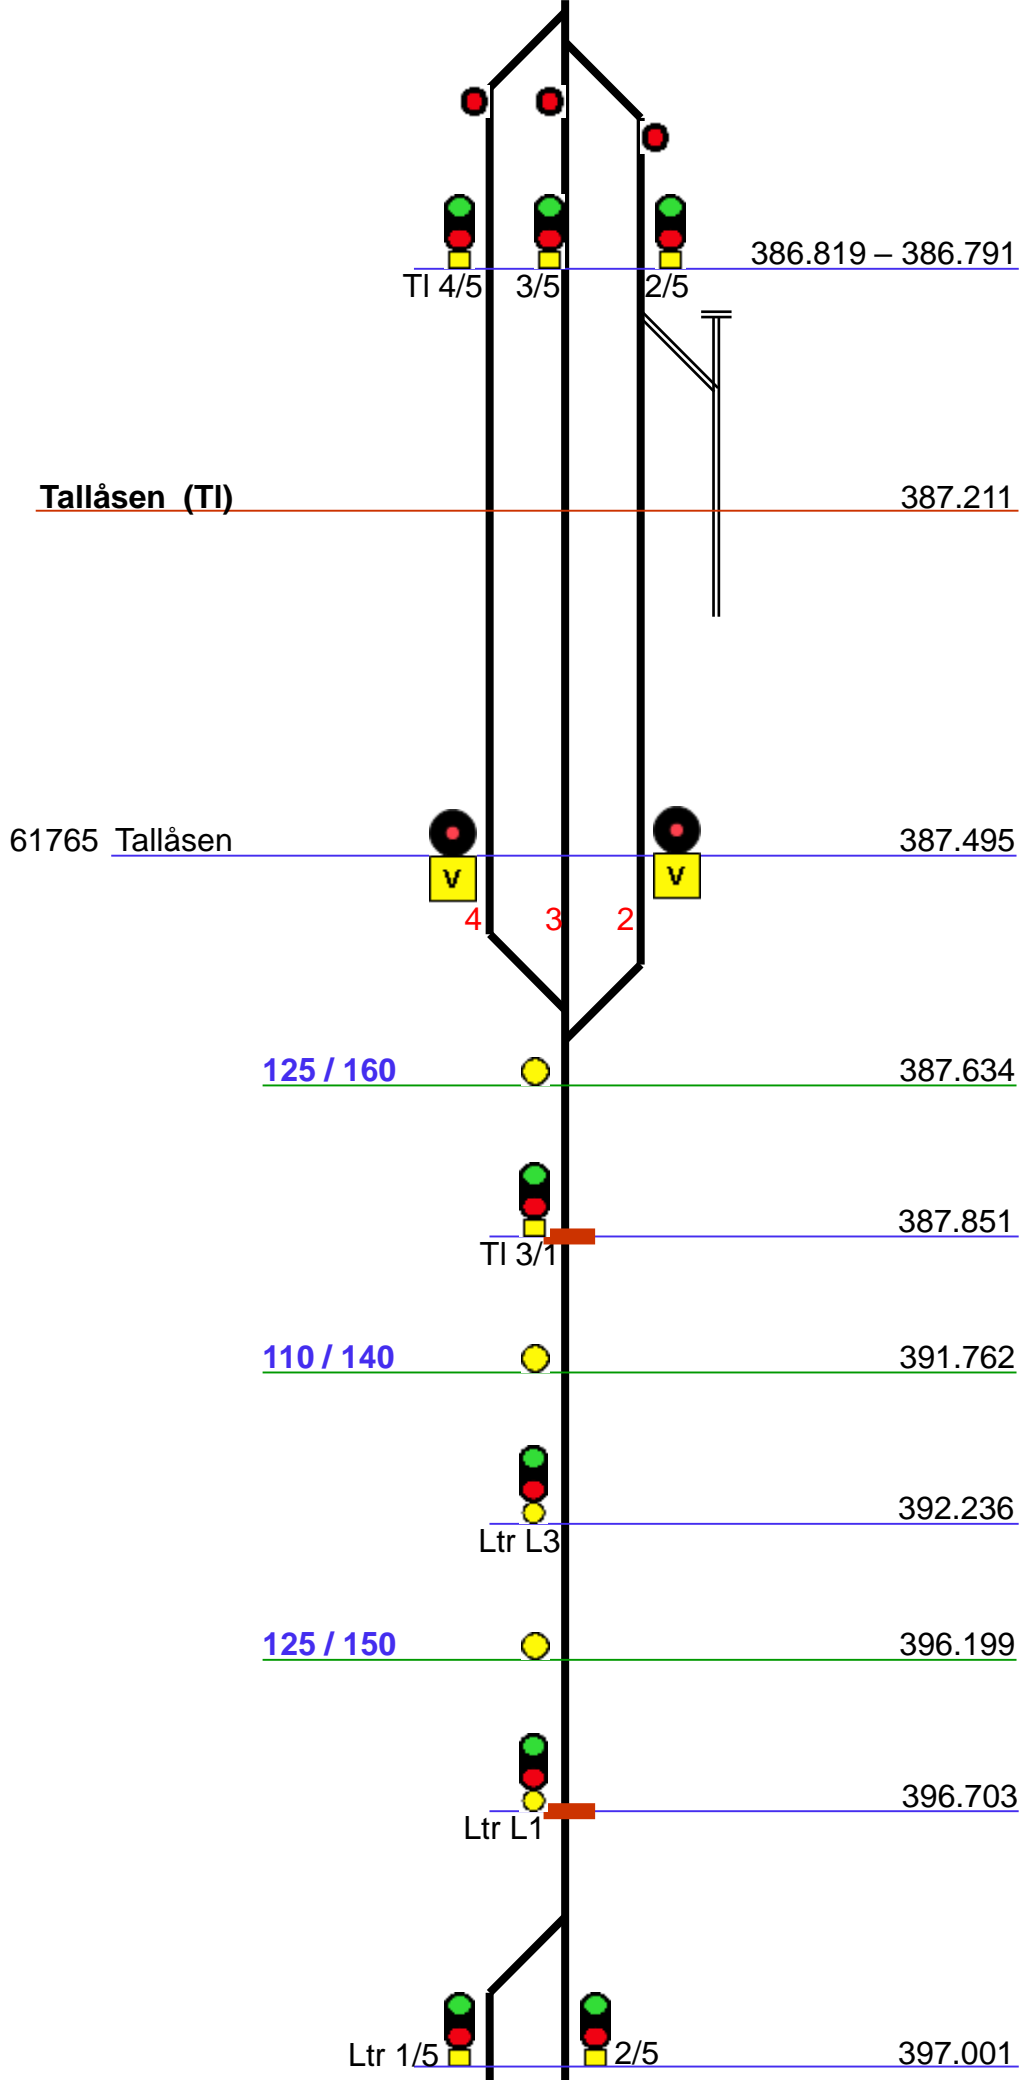 386.819 – 386.791
Tl 4/5 3/5 2/5
Tallåsen (Tl) 387.211
61765 Tallåsen 387.495
V V
4 3 2
125 / 160 387.634
387.851
Tl 3/1
110 / 140 391.762
392.236
Ltr L3
125 / 150 396.199
396.703
Ltr L1
Ltr 1/5 2/5 397.001